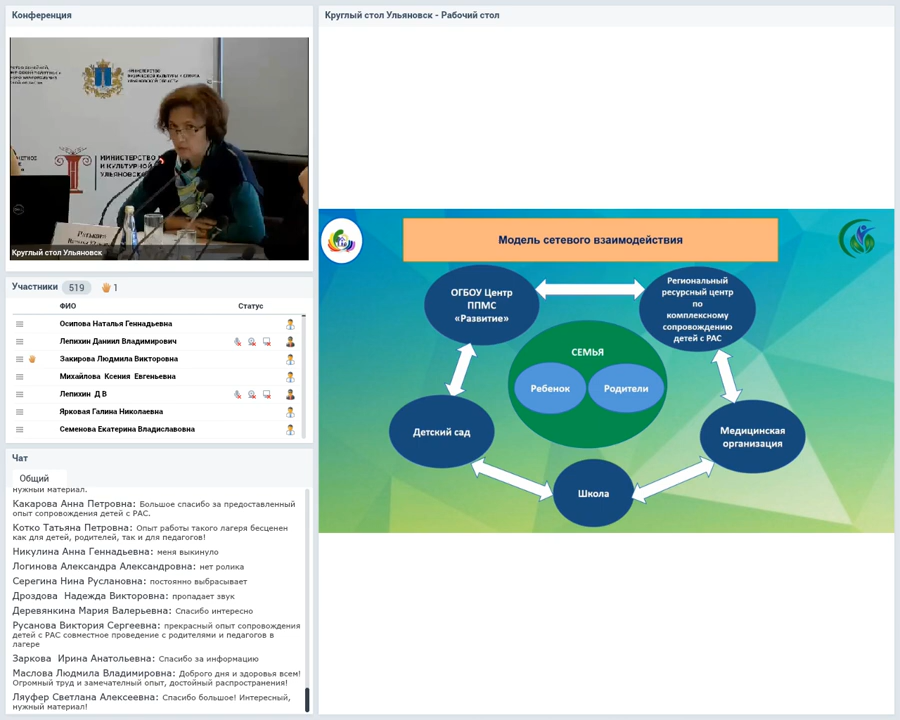 Конференция
МИНИСТЕРСТВО
МИНИСТЕРСТВО
И КУЛЬТУРНОЙ
УЛЬЯНОВСК
Круглый стол Ульяновск
Участники 519 1
ФИО Статус
Осипова Наталья Геннадьевна
Лепихин Даниил Владимирович
Закирова Людмила Викторовна
Михайлова Ксения Евгеньевна
Лепихин Д В
Ярковая Галина Николаевна
Семенова Екатерина Владиславовна
Чат
Общий
нужный материал.
Какарова Анна Петровна: Большое спасибо за предоставленный
опыт сопровождения детей с РАС.
Котко Татьяна Петровна: Опыт работы такого лагеря бесценен
как для детей, родителей, так и для педагогов!
Никулина Анна Геннадьевна: меня выкинуло
Логинова Александра Александровна: нет ролика
Серегина Нина Руслановна: постоянно выбрасывает
Дроздова Надежда Викторовна: пропадает звук
Деревянкина Мария Валерьевна: Спасибо интересно
Русанова Виктория Сергеевна: прекрасный опыт сопровождения
детей с РАС совместное проведение с родителями и педагогов в
лагере
Заркова Ирина Анатольевна: Спасибо за информацию
Маслова Людмила Владимировна: Доброго дня и здоровья всем!
Огромный труд и замечательный опыт, достойный распространения!
Ляуфер Светлана Алексеевна: Спасибо большое! Интересный,
нужный материал!
Круглый стол Ульяновск - Рабочий стол
Модель сетевого взаимодействия
ОГБОУ Центр
ППМС
«Развитие»
Региональный
ресурсный центр
по
комплексному
сопровождению
детей с РАС
СЕМЬЯ
Ребенок
Родители
Детский сад
Медицинская
организация
Школа